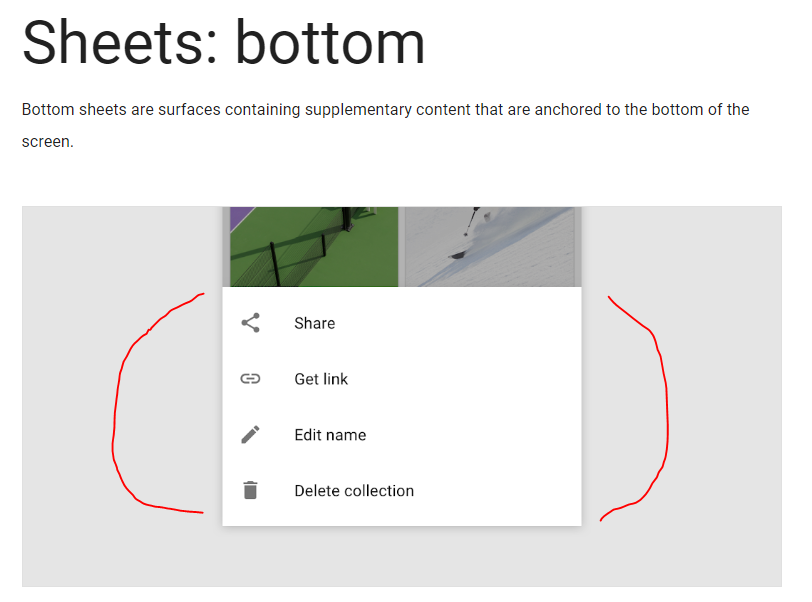 Sheets: bottom
Bottom sheets are surfaces containing supplementary content that are anchored to the bottom of the
screen.
Share
Get link
Edit name
Delete collection